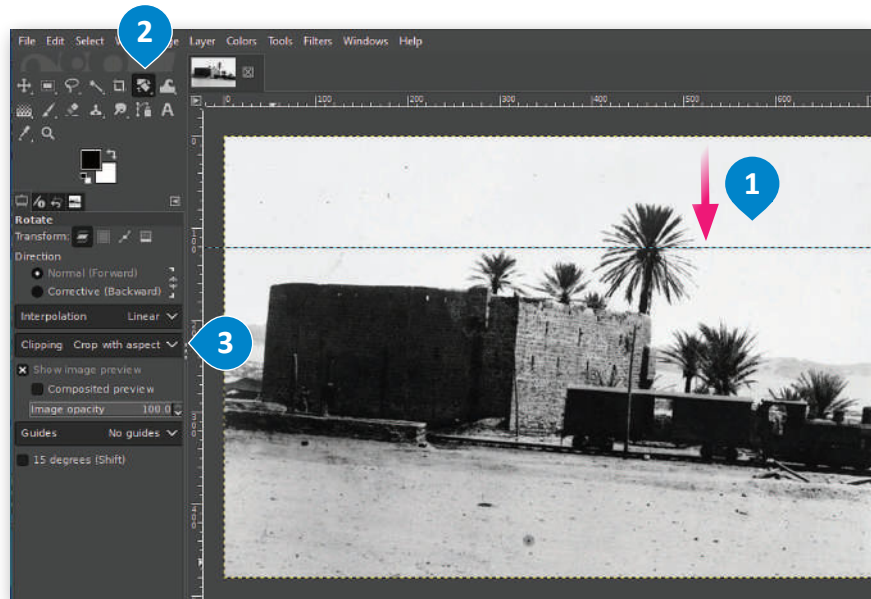 File Edit Select Layer Colors Tools Filters Windows Help
2
0 100 200 300 400 500 600
1
Rotate
Transform:
Direction
Normal (Forward)
Corrective (Backward)
Interpolation Linear
Clipping Crop with aspect
3
Show image preview
Composited preview
Image opacity 100.0
Guides No guides
15 degrees (Shift)